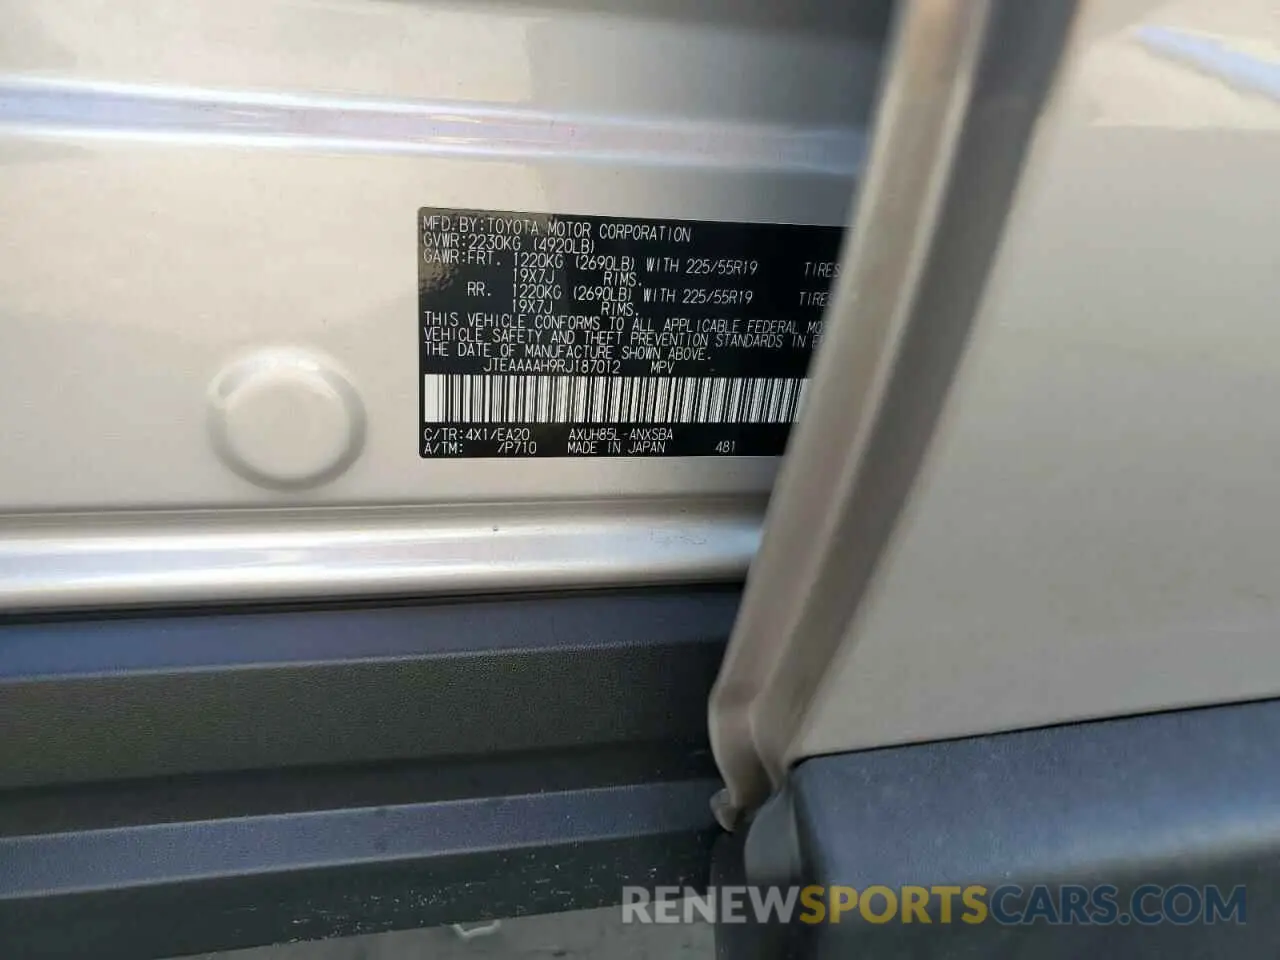 MFD.BY:TOYOTA MOTOR CORPORATION
GVWR:2230KG (4920LB)
GAWR:FRT. 1220KG (2690LB) WITH 225/55R19 TIRES
19X7J RIMS.
RR. 1220KG (2690LB) WITH 225/55R19 TIRES
19X7J RIMS.
THIS VEHICLE CONFORMS TO ALL APPLICABLE FEDERAL MO
VEHICLE SAFETY AND THEFT PREVENTION STANDARDS IN
THE DATE OF MANUFACTURE SHOWN ABOVE.
JTEAAAAH9RJ187012 MPV -
C/TR:4X1/EA20 AXUH85L-ANXSBA
A/TM: /P710 MADE IN JAPAN 481
RENEWSPORTSCARS.COM